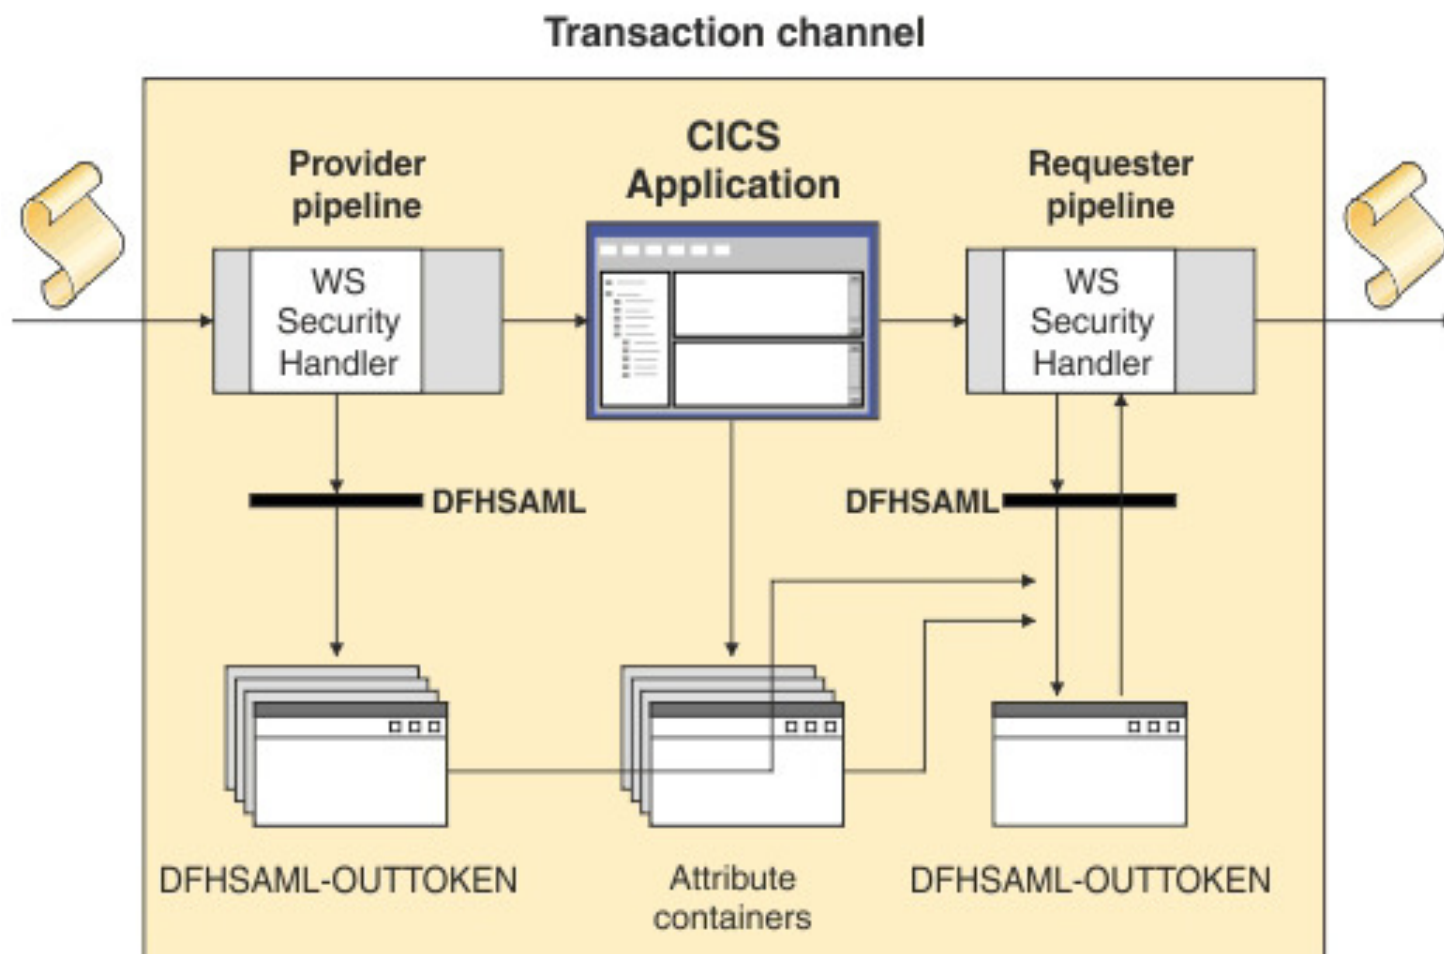 Transaction channel
Provider
pipeline
CICS
Application
Requester
pipeline
WS
Security
Handler
WS
Security
Handler
DFHSAML
DFHSAML
DFHSAML-OUTTOKEN
Attribute
containers
DFHSAML-OUTTOKEN